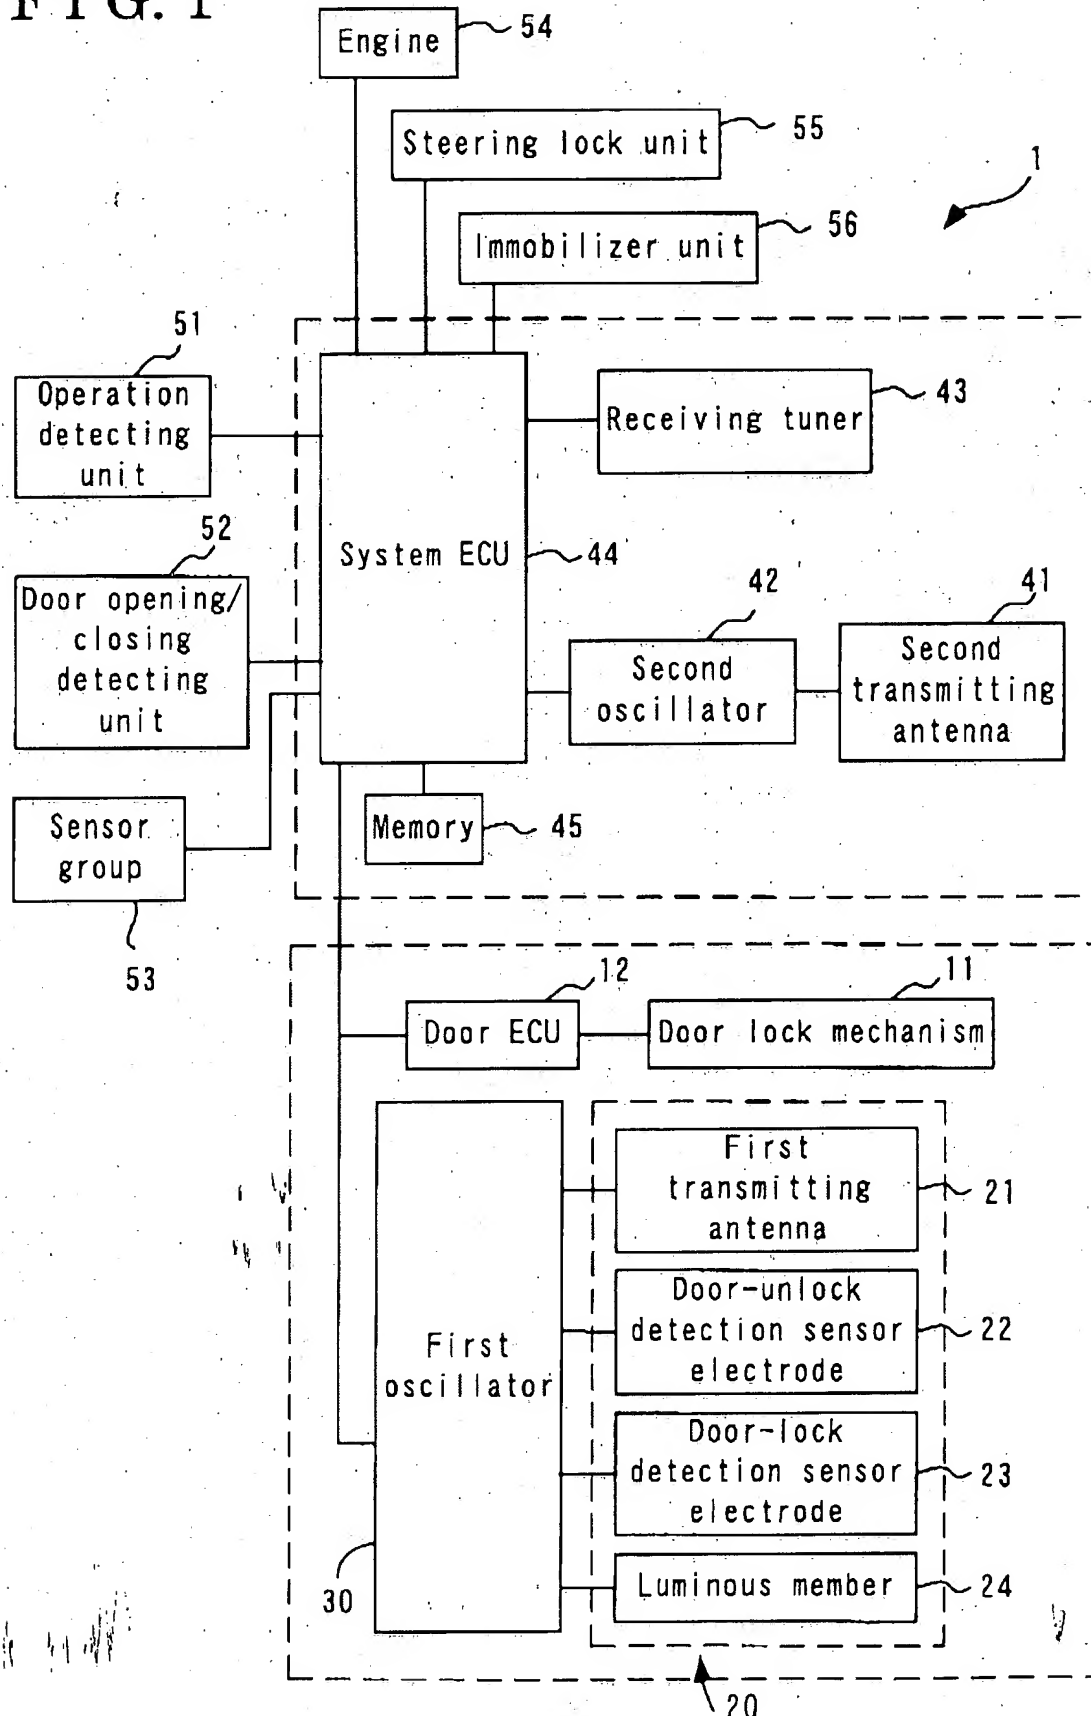 FIG. 1
Engine
54
Steering lock unit
55
1
Immobilizer unit
56
51
Operation
detecting
unit
Receiving tuner
43
52
System ECU
44
Door opening/
closing
detecting
unit
42
Second
oscillator
41
Second
transmitting
antenna
Sensor
group
53
Memory
45
12
Door ECU
11
Door lock mechanism
First
oscillator
30
First
transmitting
antenna
21
Door-unlock
detection sensor
electrode
22
Door-lock
detection sensor
electrode
23
Luminous member
24
20